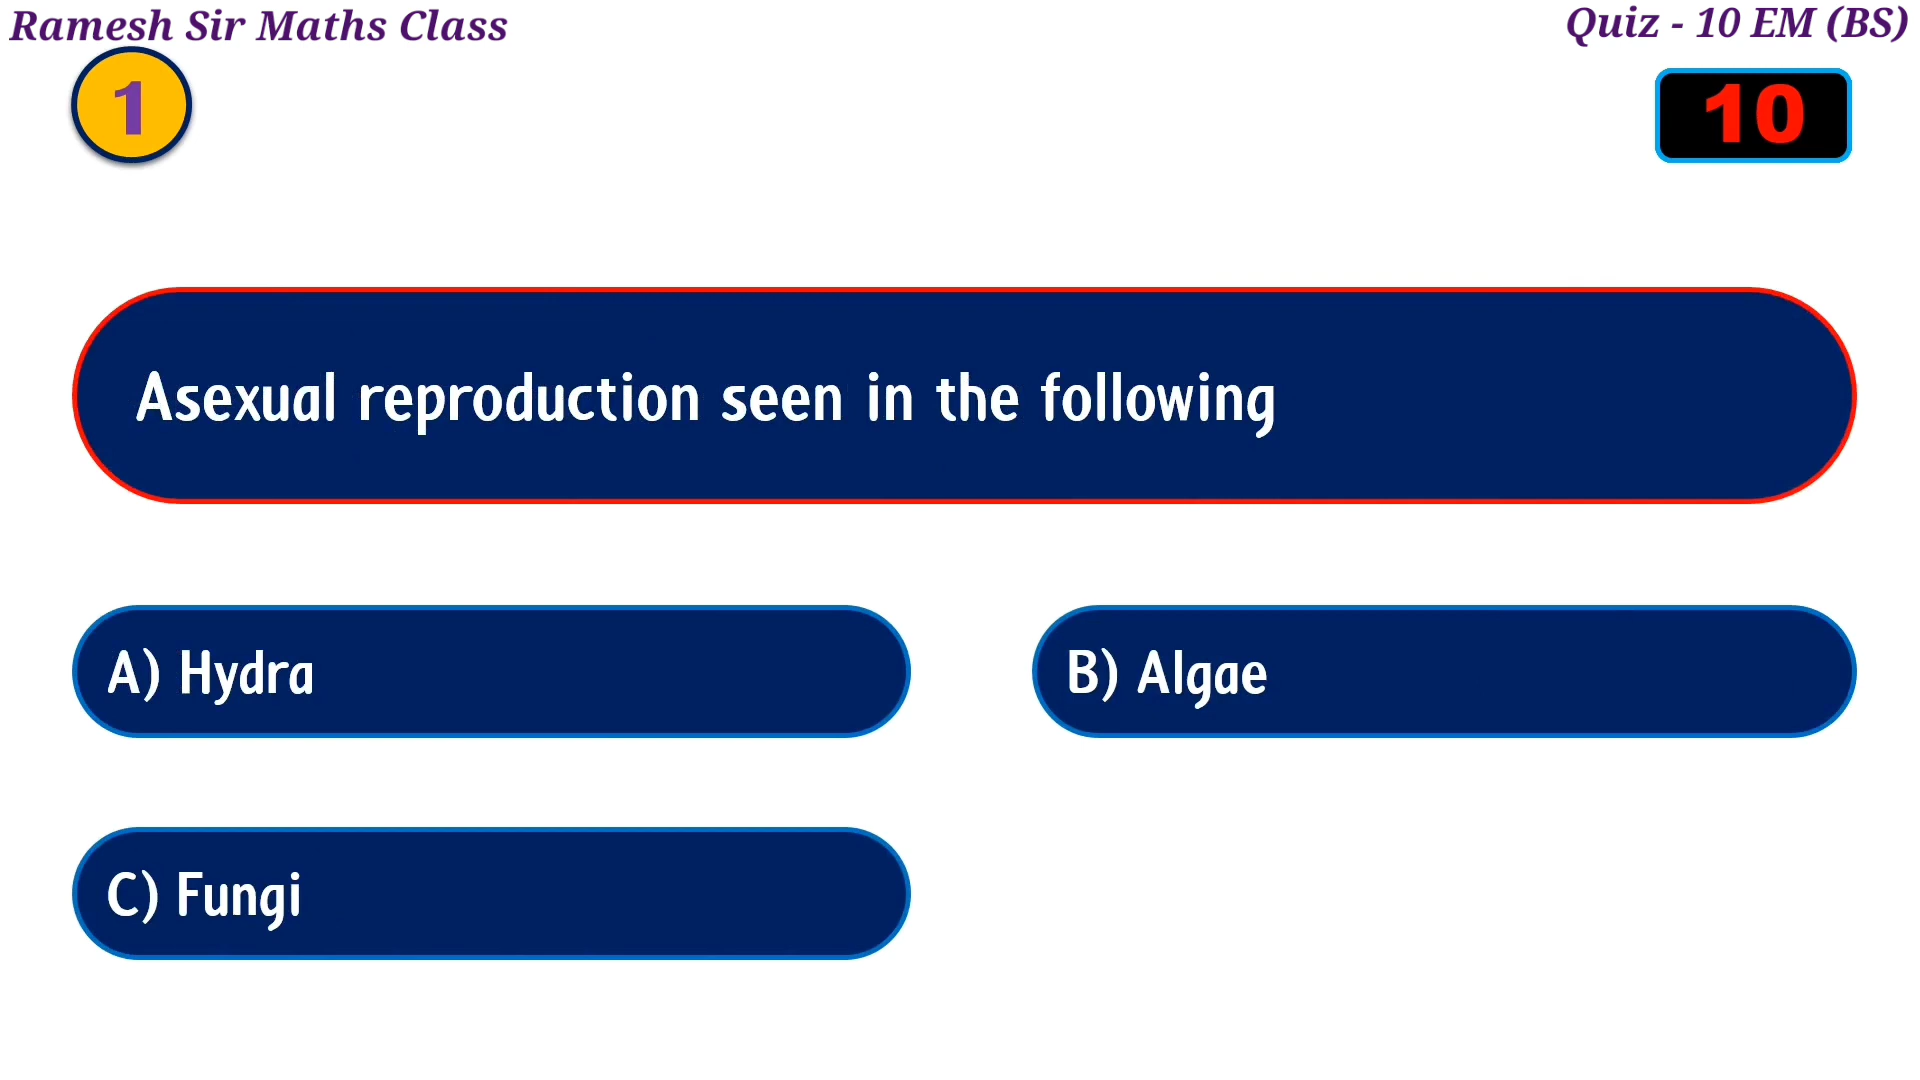 Ramesh Sir Maths Class
Quiz - 10 EM (BS)
1
10
Asexual reproduction seen in the following
A) Hydra
B) Algae
C) Fungi